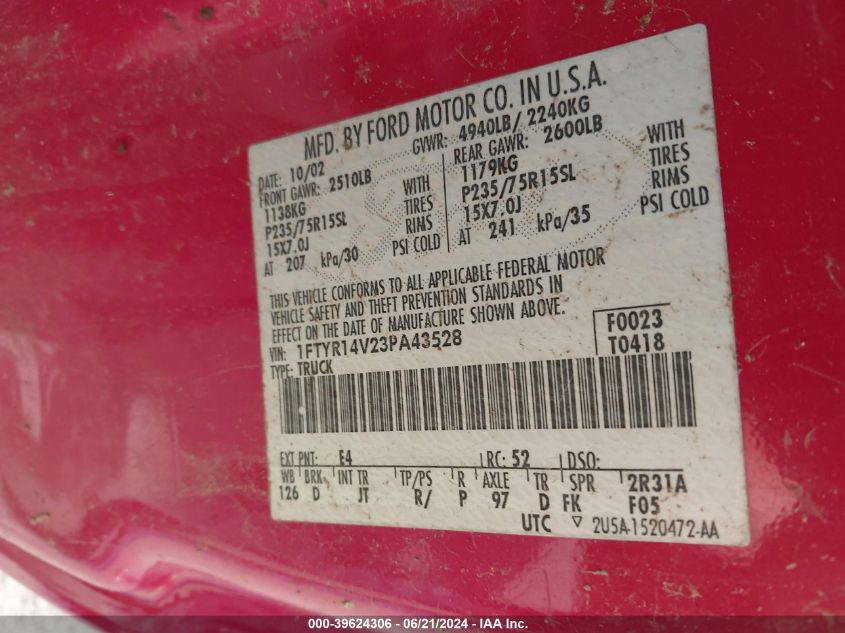 MFD. BY FORD MOTOR CO. IN U.S.A.
DATE: 10/02 GVWR: 4940LB/ 2240KG
FRONT GAWR: 2510LB REAR GAWR: 2600LB
1138KG WITH 1179KG WITH
P235/75R15SL TIRES P235/75R15SL TIRES
15X7.0J RIMS 15X7.0J RIMS
AT 207 kPa/30 PSI COLD AT 241 kPa/35 PSI COLD
THIS VEHICLE CONFORMS TO ALL APPLICABLE FEDERAL MOTOR
VEHICLE SAFETY AND THEFT PREVENTION STANDARDS IN
EFFECT ON THE DATE OF MANUFACTURE SHOWN ABOVE.
VIN: 1FTYR14V23PA43528 F0023
TYPE: TRUCK T0418
EXT PNT: E4 RC: 52 DSO:
WB BRK INT TR TP/PS R AXLE TR SPR 2R31A
126 D JT R/ P 97 D FK F05
UTC ▽ 2U5A-1520472-AA
000-39624306 - 06/21/2024 - IAA Inc.